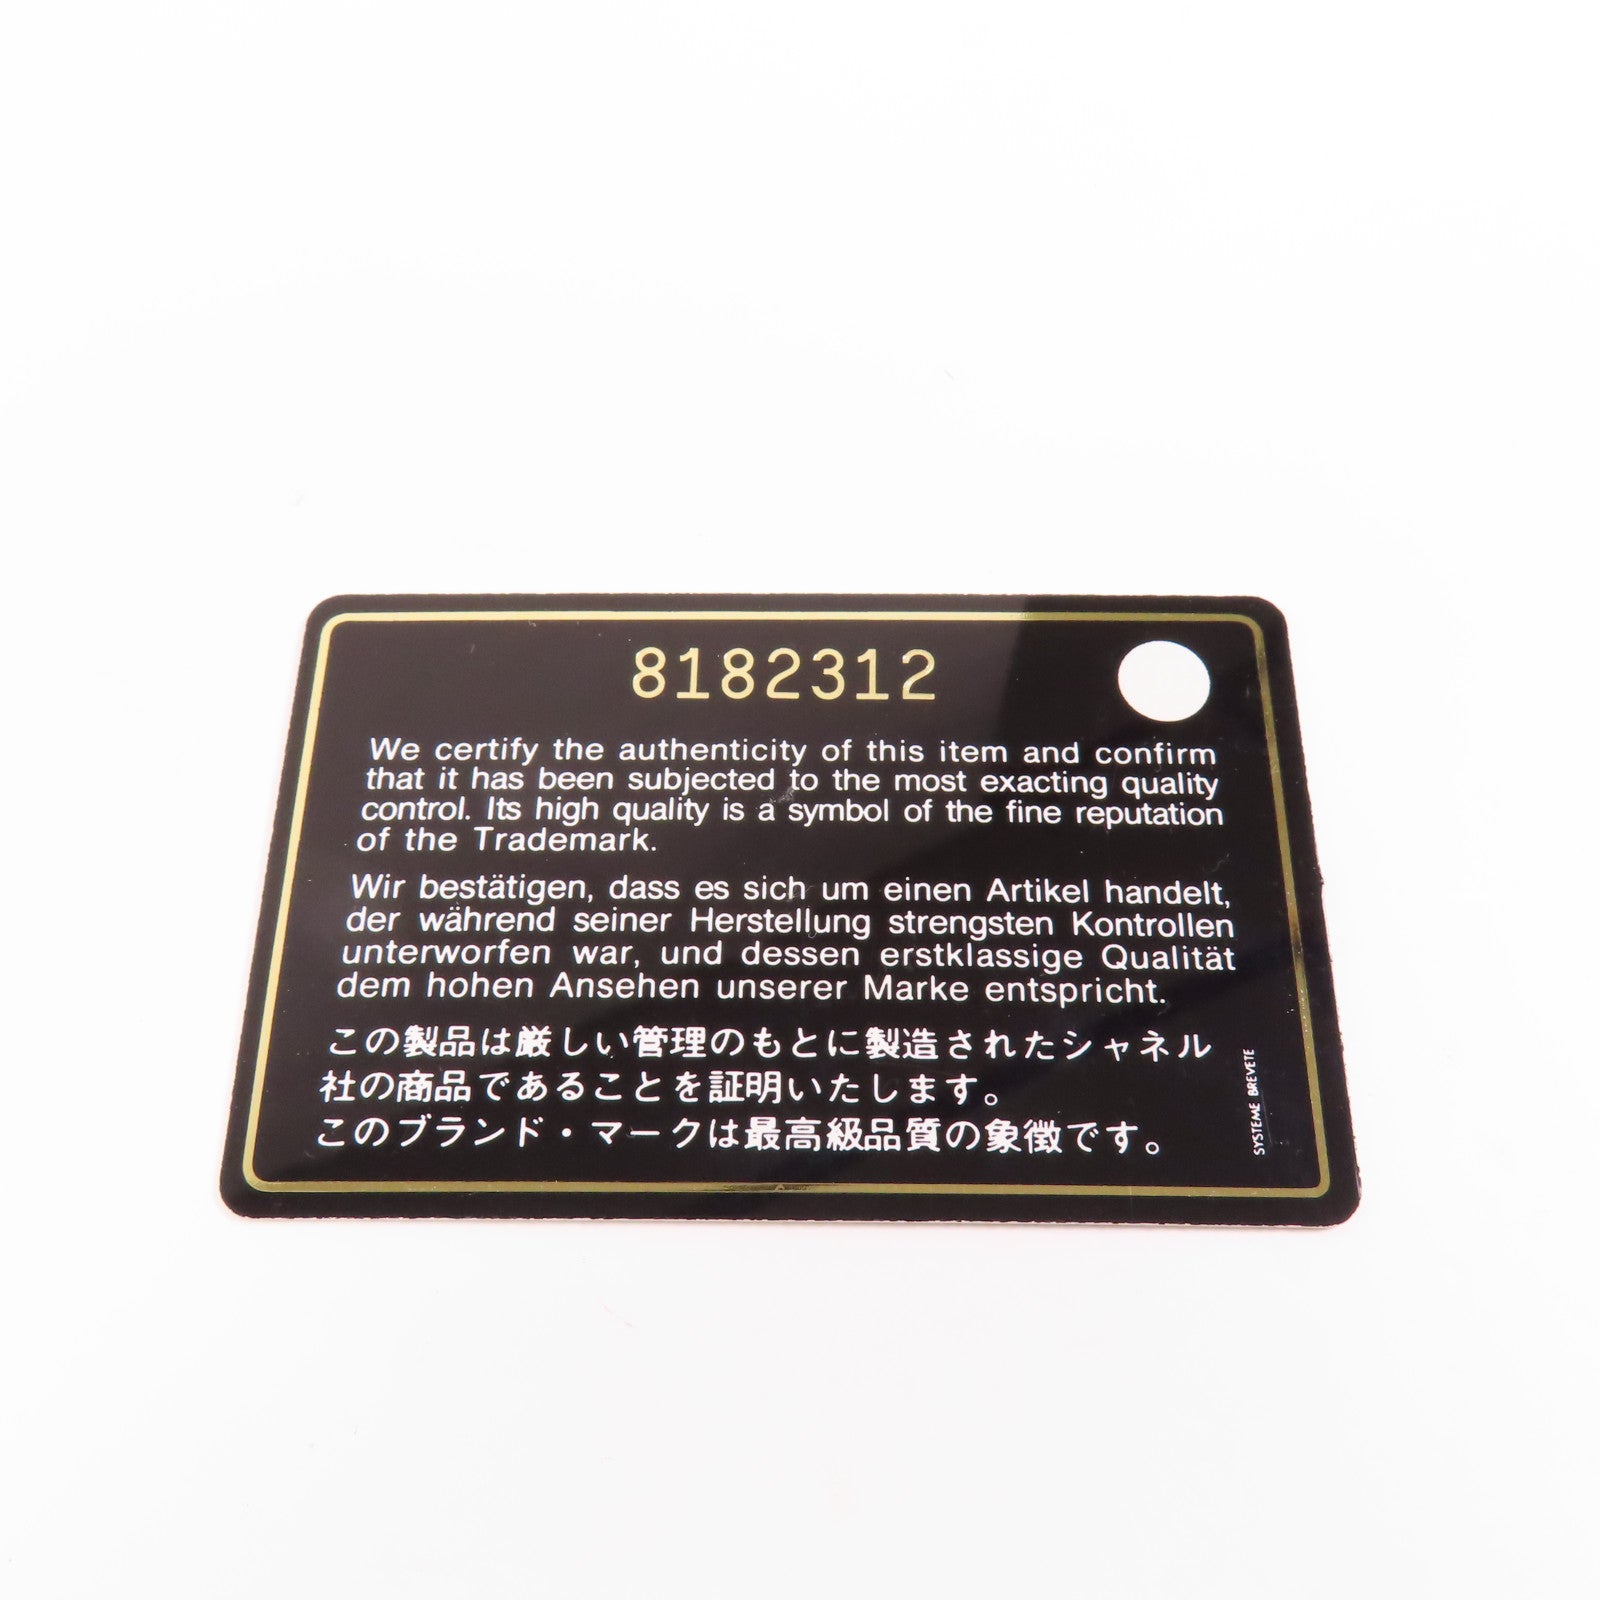 8182312
We certify the authenticity of this item and confirm
that it has been subjected to the most exacting quality
control. Its high quality is a symbol of the fine reputation
of the Trademark.
Wir bestätigen, dass es sich um einen Artikel handelt,
der während seiner Herstellung strengsten Kontrollen
unterworfen war, und dessen erstklassige Qualität
dem hohen Ansehen unserer Marke entspricht.
この製品は厳しい管理のもとに製造されたシャネル
社の商品であることを証明いたします。
このブランド・マークは最高級品質の象徴です。
SYSTEME BREVETE